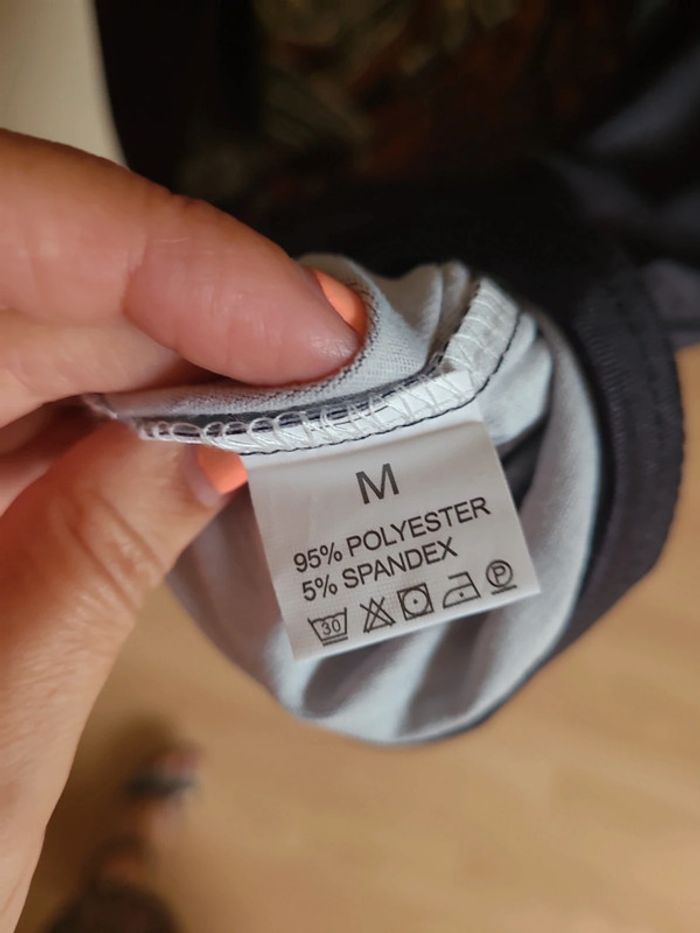 M
95% POLYESTER
5% SPANDEX
30 P